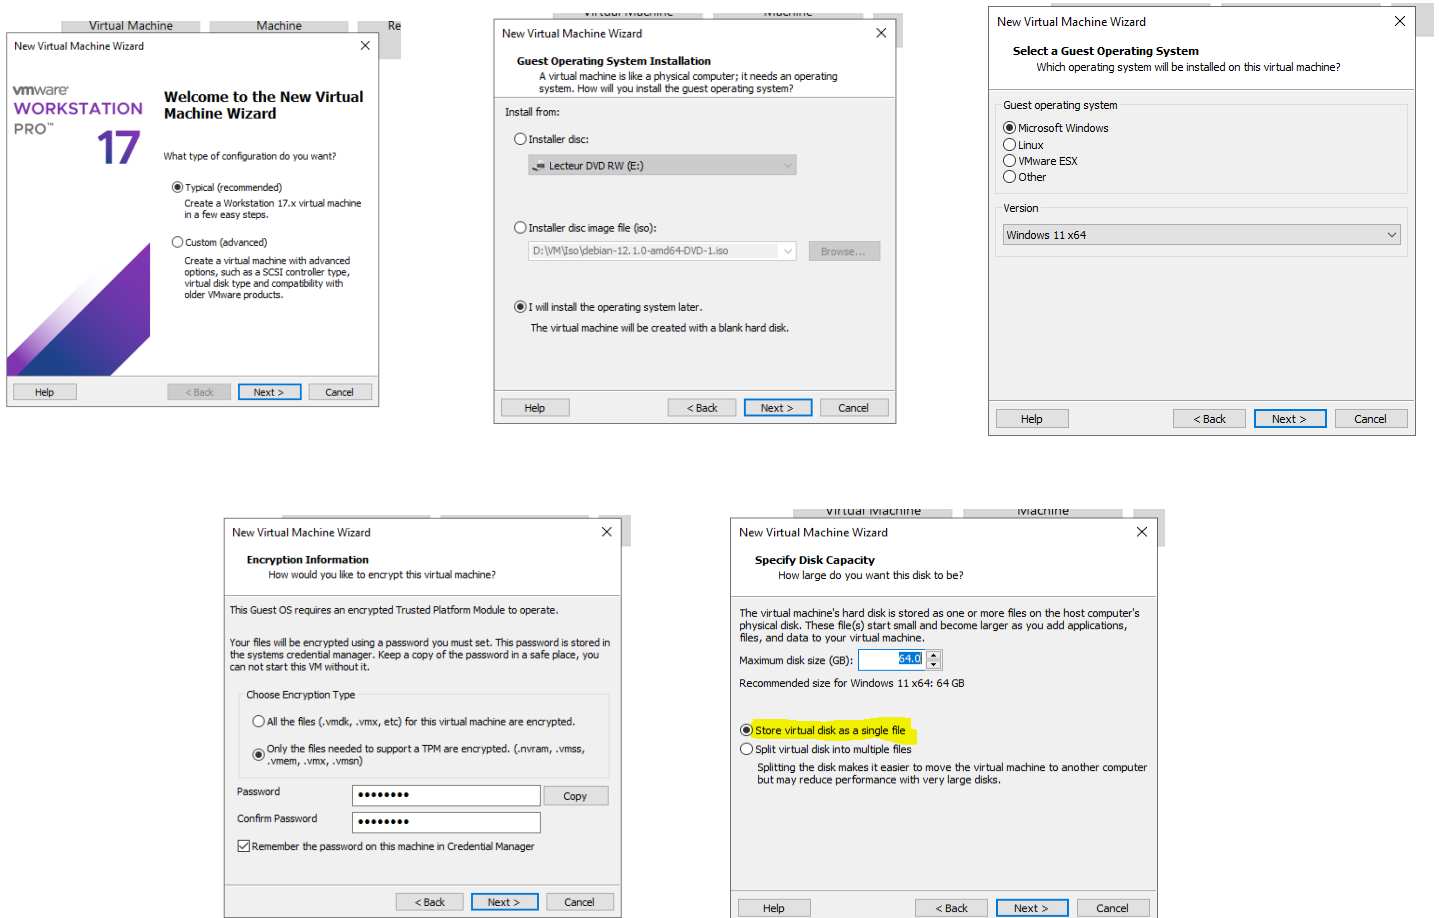 Virtual Machine
Machine
Re
New Virtual Machine Wizard
vmware
WORKSTATION
PRO™
17
Welcome to the New Virtual
Machine Wizard
What type of configuration do you want?
Typical (recommended)
Create a Workstation 17.x virtual machine
in a few easy steps.
Custom (advanced)
Create a virtual machine with advanced
options, such as a SCSI controller type,
virtual disk type and compatibility with
older VMware products.
Help
< Back
Next >
Cancel
Virtual Machine
Machine
New Virtual Machine Wizard
Guest Operating System Installation
A virtual machine is like a physical computer; it needs an operating
system. How will you install the guest operating system?
Install from:
Installer disc:
Lecteur DVD RW (E:)
Installer disc image file (iso):
D:\VM\Iso\debian-12.1.0-amd64-DVD-1.iso
Browse...
I will install the operating system later.
The virtual machine will be created with a blank hard disk.
Help
< Back
Next >
Cancel
New Virtual Machine Wizard
Select a Guest Operating System
Which operating system will be installed on this virtual machine?
Guest operating system
Microsoft Windows
Linux
VMware ESX
Other
Version
Windows 11 x64
Help
< Back
Next >
Cancel
New Virtual Machine Wizard
Encryption Information
How would you like to encrypt this virtual machine?
This Guest OS requires an encrypted Trusted Platform Module to operate.
Your files will be encrypted using a password you must set. This password is stored in
the systems credential manager. Keep a copy of the password in a safe place, you
can not start this VM without it.
Choose Encryption Type
All the files (.vmdk, .vmx, etc) for this virtual machine are encrypted.
Only the files needed to support a TPM are encrypted. (.nvram, .vmss,
.vmem, .vmx, .vmsn)
Password
Copy
Confirm Password
Remember the password on this machine in Credential Manager
< Back
Next >
Cancel
Virtual Machine
Machine
New Virtual Machine Wizard
Specify Disk Capacity
How large do you want this disk to be?
The virtual machine's hard disk is stored as one or more files on the host computer's
physical disk. These file(s) start small and become larger as you add applications,
files, and data to your virtual machine.
Maximum disk size (GB): 64.0
Recommended size for Windows 11 x64: 64 GB
Store virtual disk as a single file
Split virtual disk into multiple files
Splitting the disk makes it easier to move the virtual machine to another computer
but may reduce performance with very large disks.
Help
< Back
Next >
Cancel